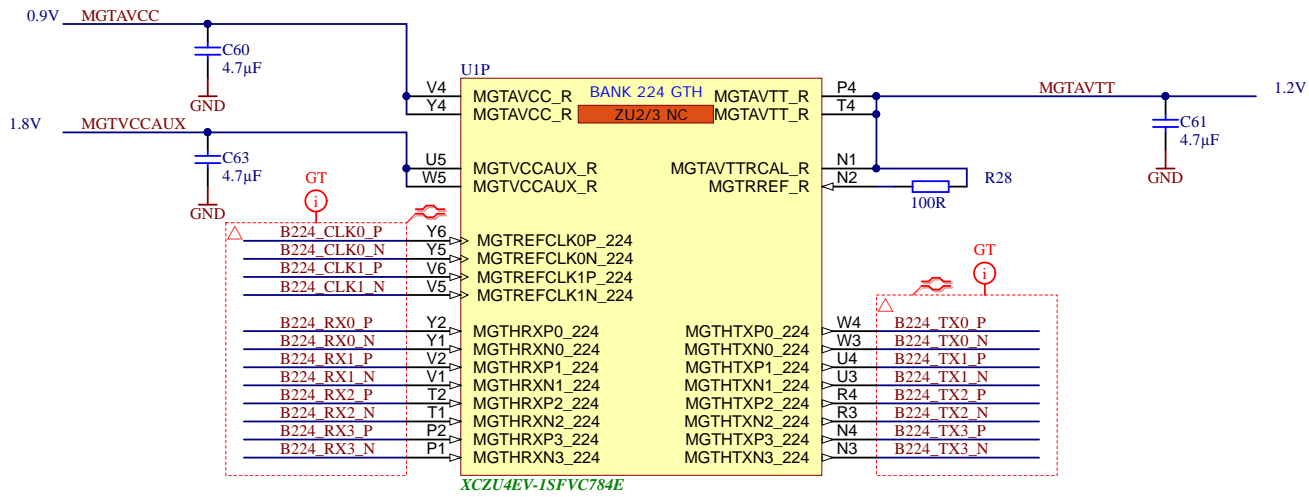 0.9V MGTAVCC
C60
4.7µF
GND
1.8V MGTVCCAUX
C63
4.7µF
GND
U1P
BANK 224 GTH
ZU2/3 NC
V4 MGTAVCC_R
Y4 MGTAVCC_R
U5 MGTVCCAUX_R
W5 MGTVCCAUX_R
MGTAVTT_R P4
MGTAVTT_R T4
MGTAVTT 1.2V
C61
4.7µF
GND
MGTAVTTRCAL_R N1
MGTRREF_R N2
R28
100R
GT
i
B224_CLK0_P Y6 MGTREFCLK0P_224
B224_CLK0_N Y5 MGTREFCLK0N_224
B224_CLK1_P V6 MGTREFCLK1P_224
B224_CLK1_N V5 MGTREFCLK1N_224
B224_RX0_P Y2 MGTHRXP0_224
B224_RX0_N Y1 MGTHRXN0_224
B224_RX1_P V2 MGTHRXP1_224
B224_RX1_N V1 MGTHRXN1_224
B224_RX2_P T2 MGTHRXP2_224
B224_RX2_N T1 MGTHRXN2_224
B224_RX3_P P2 MGTHRXP3_224
B224_RX3_N P1 MGTHRXN3_224
GT
i
MGTHTXP0_224 W4 B224_TX0_P
MGTHTXN0_224 W3 B224_TX0_N
MGTHTXP1_224 U4 B224_TX1_P
MGTHTXN1_224 U3 B224_TX1_N
MGTHTXP2_224 R4 B224_TX2_P
MGTHTXN2_224 R3 B224_TX2_N
MGTHTXP3_224 N4 B224_TX3_P
MGTHTXN3_224 N3 B224_TX3_N
XCZU4EV-1SFVC784E